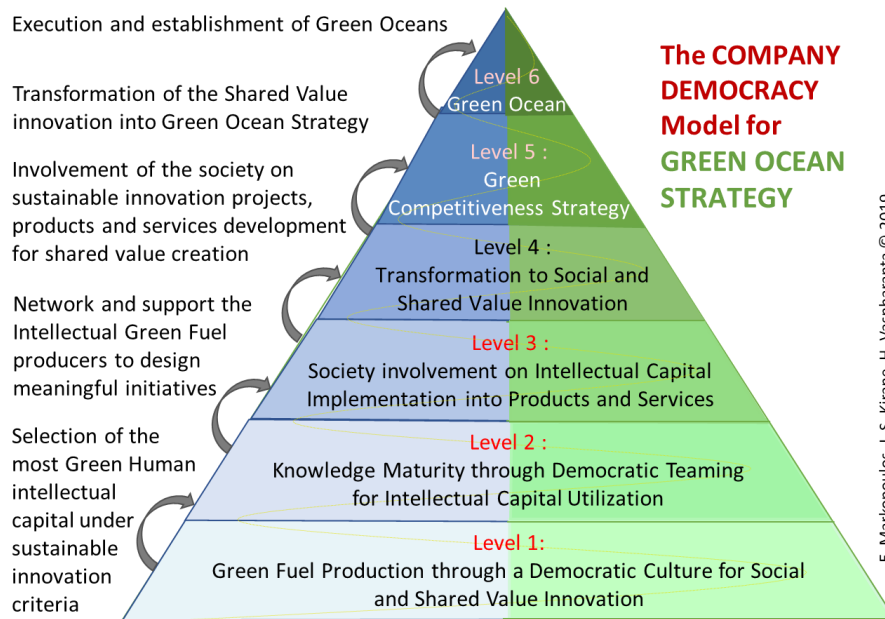 Execution and establishment of Green Oceans
Transformation of the Shared Value
innovation into Green Ocean Strategy
Involvement of the society on
sustainable innovation projects,
products and services development
for shared value creation
Network and support the
Intellectual Green Fuel
producers to design
meaningful initiatives
Selection of the
most Green Human
intellectual
capital under
sustainable
innovation
criteria
Level 6
Green Ocean
Level 5 :
Green
Competitiveness Strategy
Level 4 :
Transformation to Social and
Shared Value Innovation
Level 3 :
Society involvement on Intellectual Capital
Implementation into Products and Services
Level 2 :
Knowledge Maturity through Democratic Teaming
for Intellectual Capital Utilization
Level 1:
Green Fuel Production through a Democratic Culture for Social
and Shared Value Innovation
The COMPANY
DEMOCRACY
Model for
GREEN OCEAN
STRATEGY